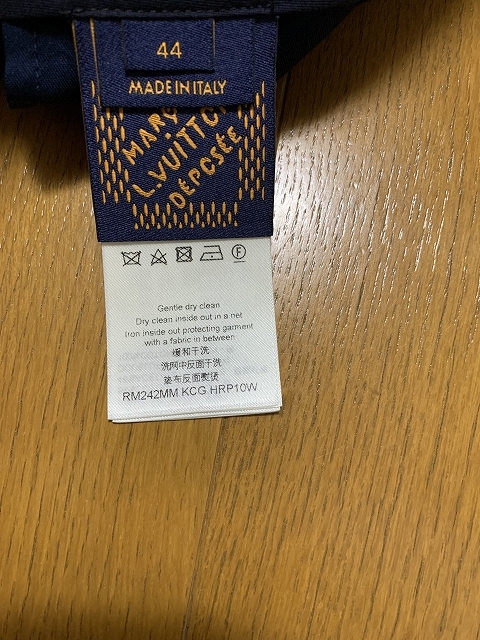 44
MADE IN ITALY
L.VUITTON
DÉPOSÉE
F
Gentle dry clean
Dry clean inside out in a net
Iron inside out protecting garment
with a fabric in between
缓和干洗
洗网中反面干洗
垫布反面熨烫
RM242MM KCG HRP10W